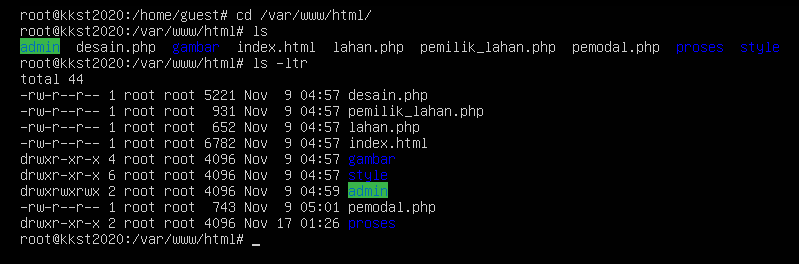 root@kkst2020:/home/guest# cd /var/www/html/
root@kkst2020:/var/www/html# ls
admin desain.php gambar index.html lahan.php pemilik_lahan.php pemodal.php proses style
root@kkst2020:/var/www/html# ls -ltr
total 44
-rw-r--r-- 1 root root 5221 Nov  9 04:57 desain.php
-rw-r--r-- 1 root root  931 Nov  9 04:57 pemilik_lahan.php
-rw-r--r-- 1 root root  652 Nov  9 04:57 lahan.php
-rw-r--r-- 1 root root 6782 Nov  9 04:57 index.html
drwxr-xr-x 4 root root 4096 Nov  9 04:57 gambar
drwxr-xr-x 6 root root 4096 Nov  9 04:57 style
drwxrwxrwx 2 root root 4096 Nov  9 04:59 admin
-rw-r--r-- 1 root root  743 Nov  9 05:01 pemodal.php
drwxr-xr-x 2 root root 4096 Nov 17 01:26 proses
root@kkst2020:/var/www/html# _